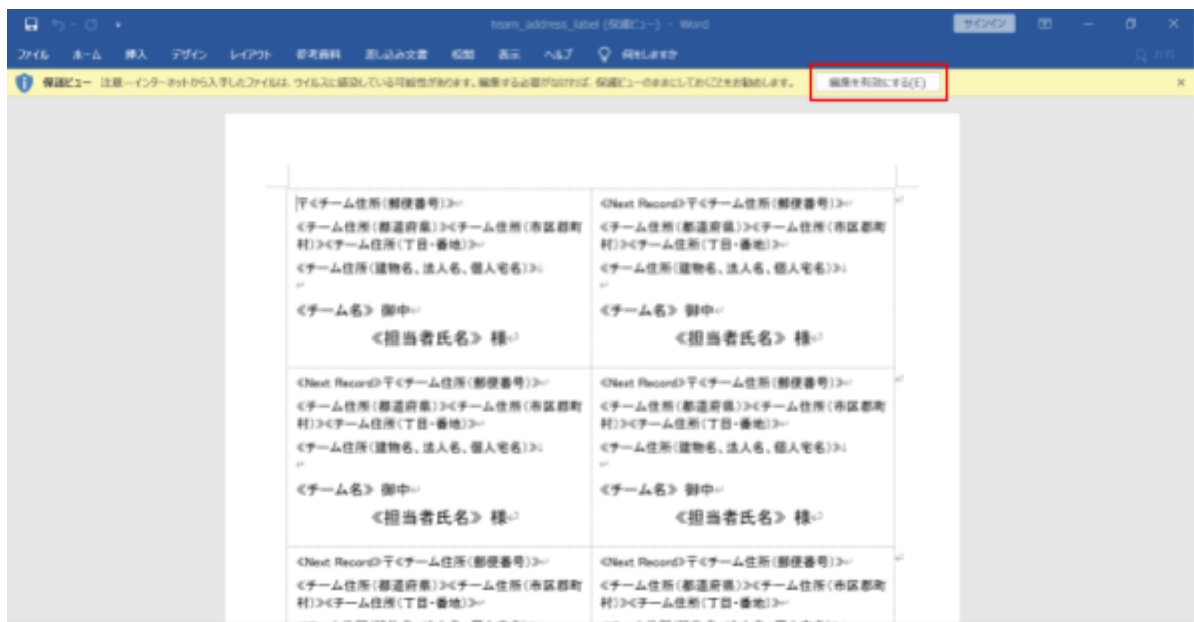 team_address_label (保護ビュー) - Word
サインイン
ファイル ホーム 挿入 デザイン レイアウト 参考資料 差し込み文書 校閲 表示 ヘルプ 何をしますか 共有
保護ビュー 注意―インターネットから入手したファイルは、ウイルスに感染している可能性があります。編集する必要がなければ、保護ビューのままにしておくことをお勧めします。 編集を有効にする(E)
〒≪チーム住所(郵便番号)≫
≪チーム住所(都道府県)≫≪チーム住所(市区郡町
村)≫≪チーム住所(丁目・番地)≫
≪チーム住所(建物名、法人名、個人宅名)≫
≪チーム名≫ 御中
≪担当者氏名≫ 様
≪Next Record≫〒≪チーム住所(郵便番号)≫
≪チーム住所(都道府県)≫≪チーム住所(市区郡町
村)≫≪チーム住所(丁目・番地)≫
≪チーム住所(建物名、法人名、個人宅名)≫
≪チーム名≫ 御中
≪担当者氏名≫ 様
≪Next Record≫〒≪チーム住所(郵便番号)≫
≪チーム住所(都道府県)≫≪チーム住所(市区郡町
村)≫≪チーム住所(丁目・番地)≫
≪チーム住所(建物名、法人名、個人宅名)≫
≪チーム名≫ 御中
≪担当者氏名≫ 様
≪Next Record≫〒≪チーム住所(郵便番号)≫
≪チーム住所(都道府県)≫≪チーム住所(市区郡町
村)≫≪チーム住所(丁目・番地)≫
≪チーム住所(建物名、法人名、個人宅名)≫
≪チーム名≫ 御中
≪担当者氏名≫ 様
≪Next Record≫〒≪チーム住所(郵便番号)≫
≪チーム住所(都道府県)≫≪チーム住所(市区郡町
村)≫≪チーム住所(丁目・番地)≫
≪Next Record≫〒≪チーム住所(郵便番号)≫
≪チーム住所(都道府県)≫≪チーム住所(市区郡町
村)≫≪チーム住所(丁目・番地)≫